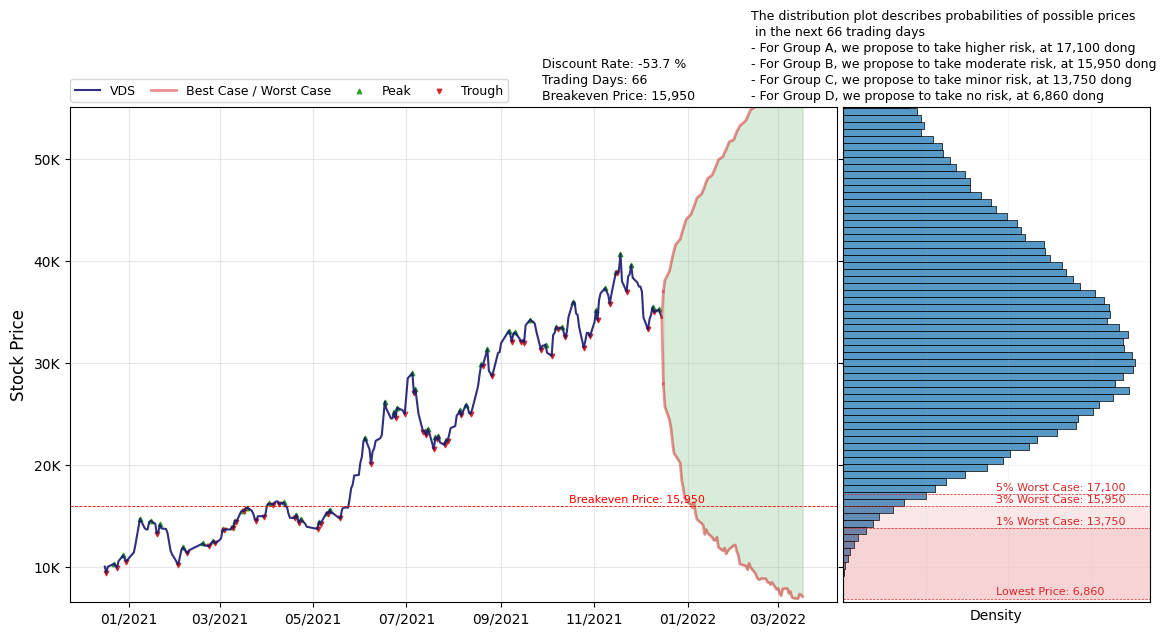 The distribution plot describes probabilities of possible prices
in the next 66 trading days
- For Group A, we propose to take higher risk, at 17,100 dong
- For Group B, we propose to take moderate risk, at 15,950 dong
- For Group C, we propose to take minor risk, at 13,750 dong
- For Group D, we propose to take no risk, at 6,860 dong
Discount Rate: -53.7 %
Trading Days: 66
Breakeven Price: 15,950
VDS
Best Case / Worst Case
Peak
Trough
Stock Price
50K
40K
30K
20K
10K
Breakeven Price: 15,950
5% Worst Case: 17,100
3% Worst Case: 15,950
1% Worst Case: 13,750
Lowest Price: 6,860
01/2021
03/2021
05/2021
07/2021
09/2021
11/2021
01/2022
03/2022
Density